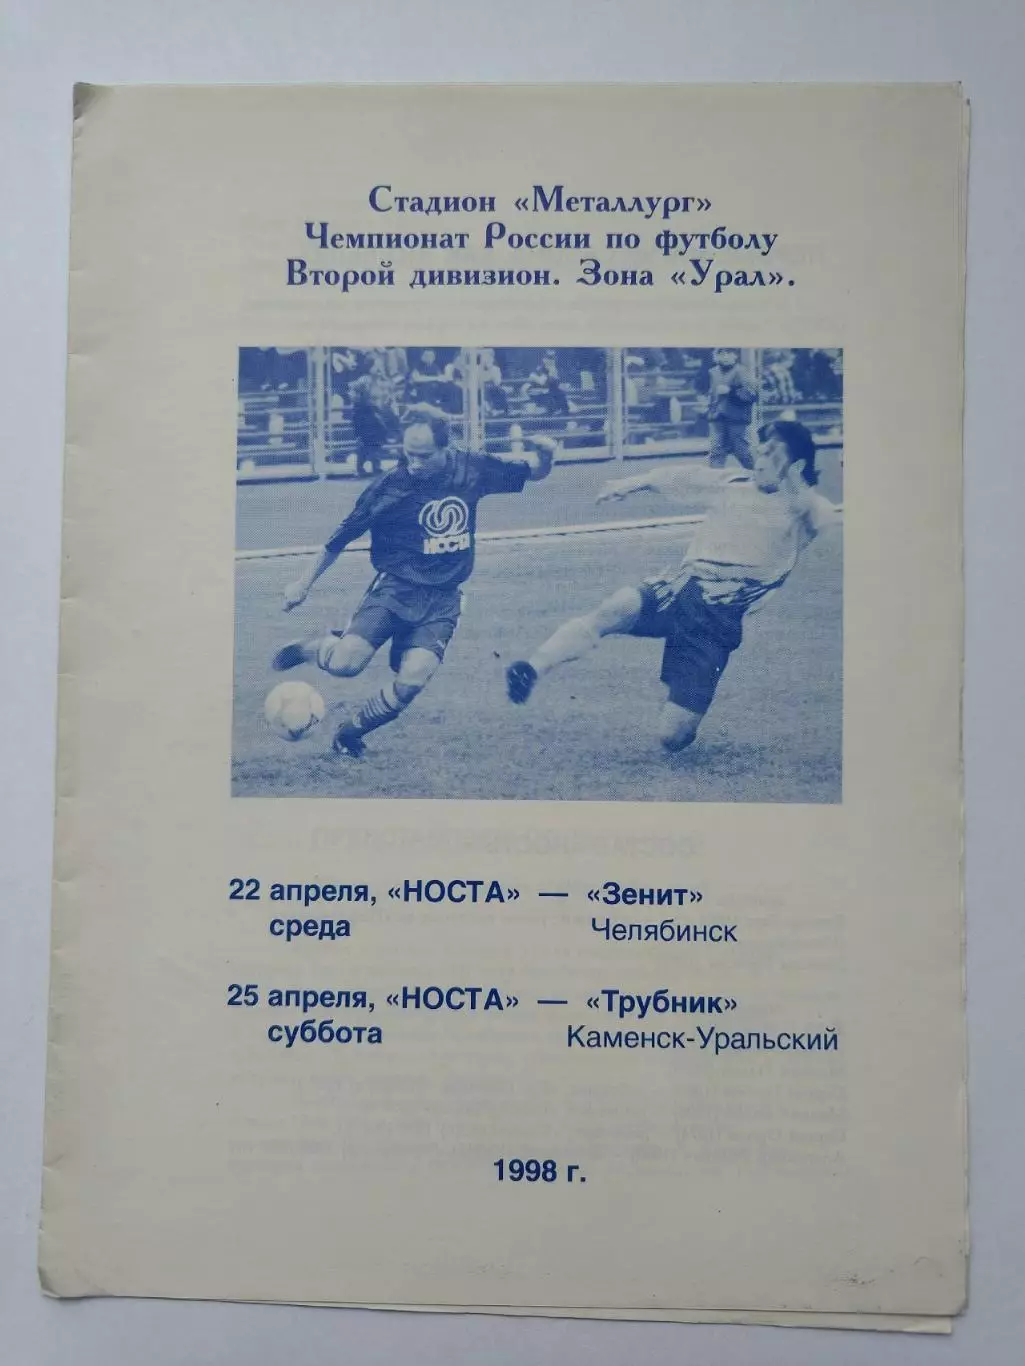 Стадион «Металлург»
Чемпионат России по футболу
Второй дивизион. Зона «Урал».
НОСТА
22 апреля, «НОСТА» — «Зенит»
среда Челябинск
25 апреля, «НОСТА» — «Трубник»
суббота Каменск-Уральский
1998 г.